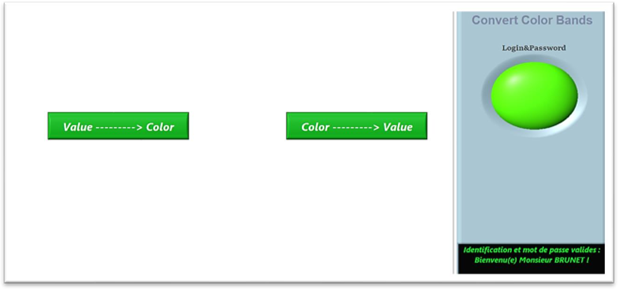 Convert Color Bands
Login&Password
Value ---------> Color
Color ---------> Value
Identification et mot de passe valides :
Bienvenu(e) Monsieur BRUNET !